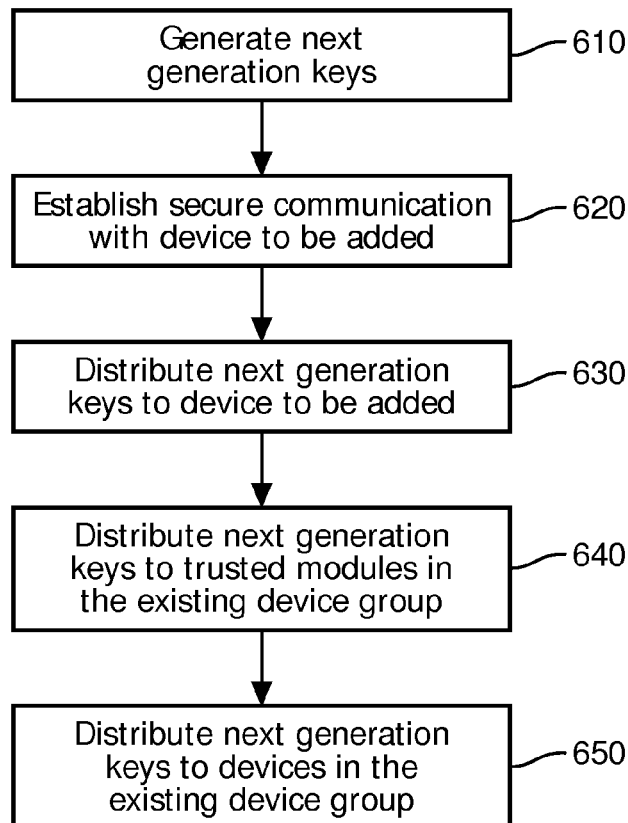 Generate next
generation keys
610
Establish secure communication
with device to be added
620
Distribute next generation
keys to device to be added
630
Distribute next generation
keys to trusted modules in
the existing device group
640
Distribute next generation
keys to devices in the
existing device group
650